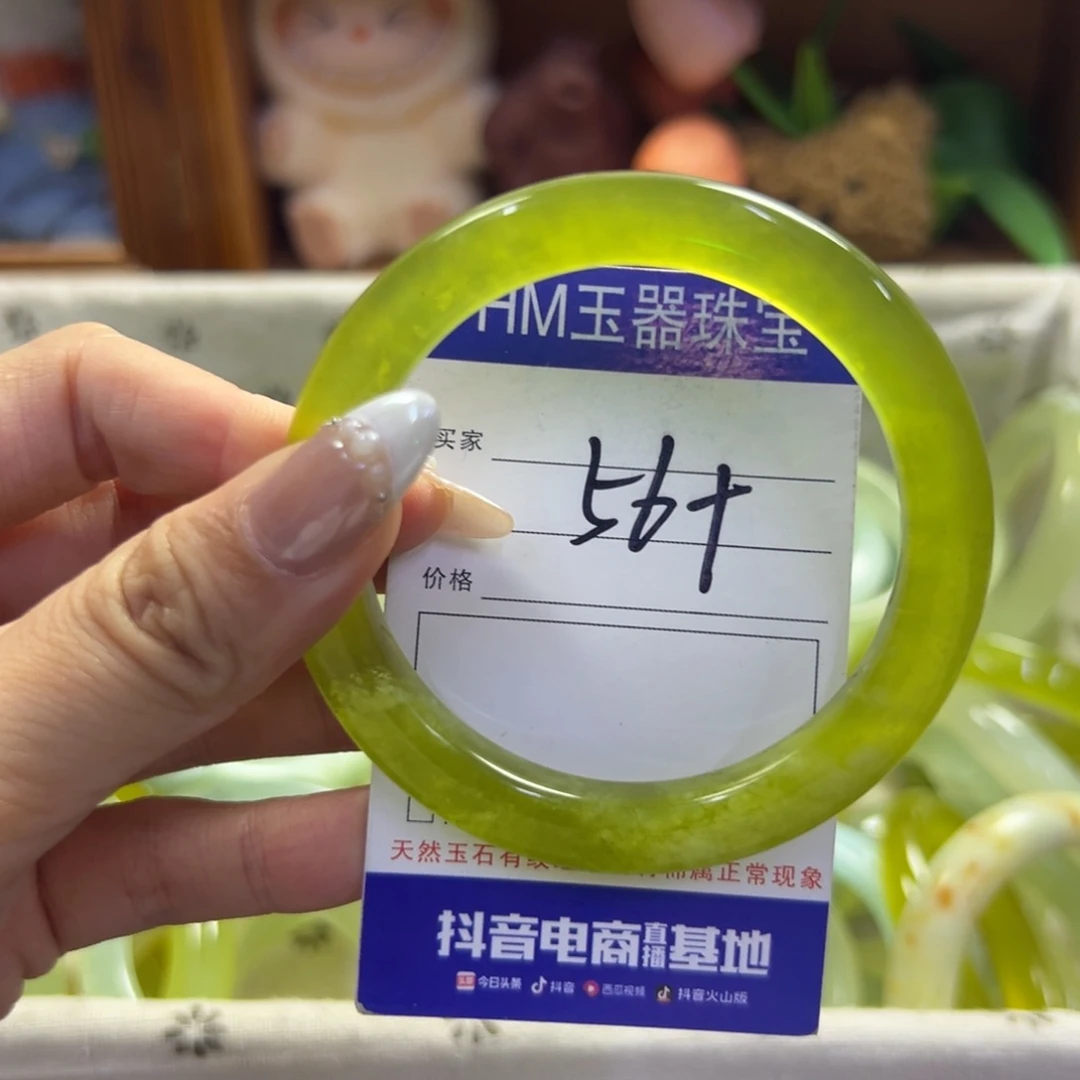 HM玉器珠宝
买家
56+
价格
天然玉石有纹 属正常现象
抖音电商直播基地
今日头条 抖音 西瓜视频 抖音火山版